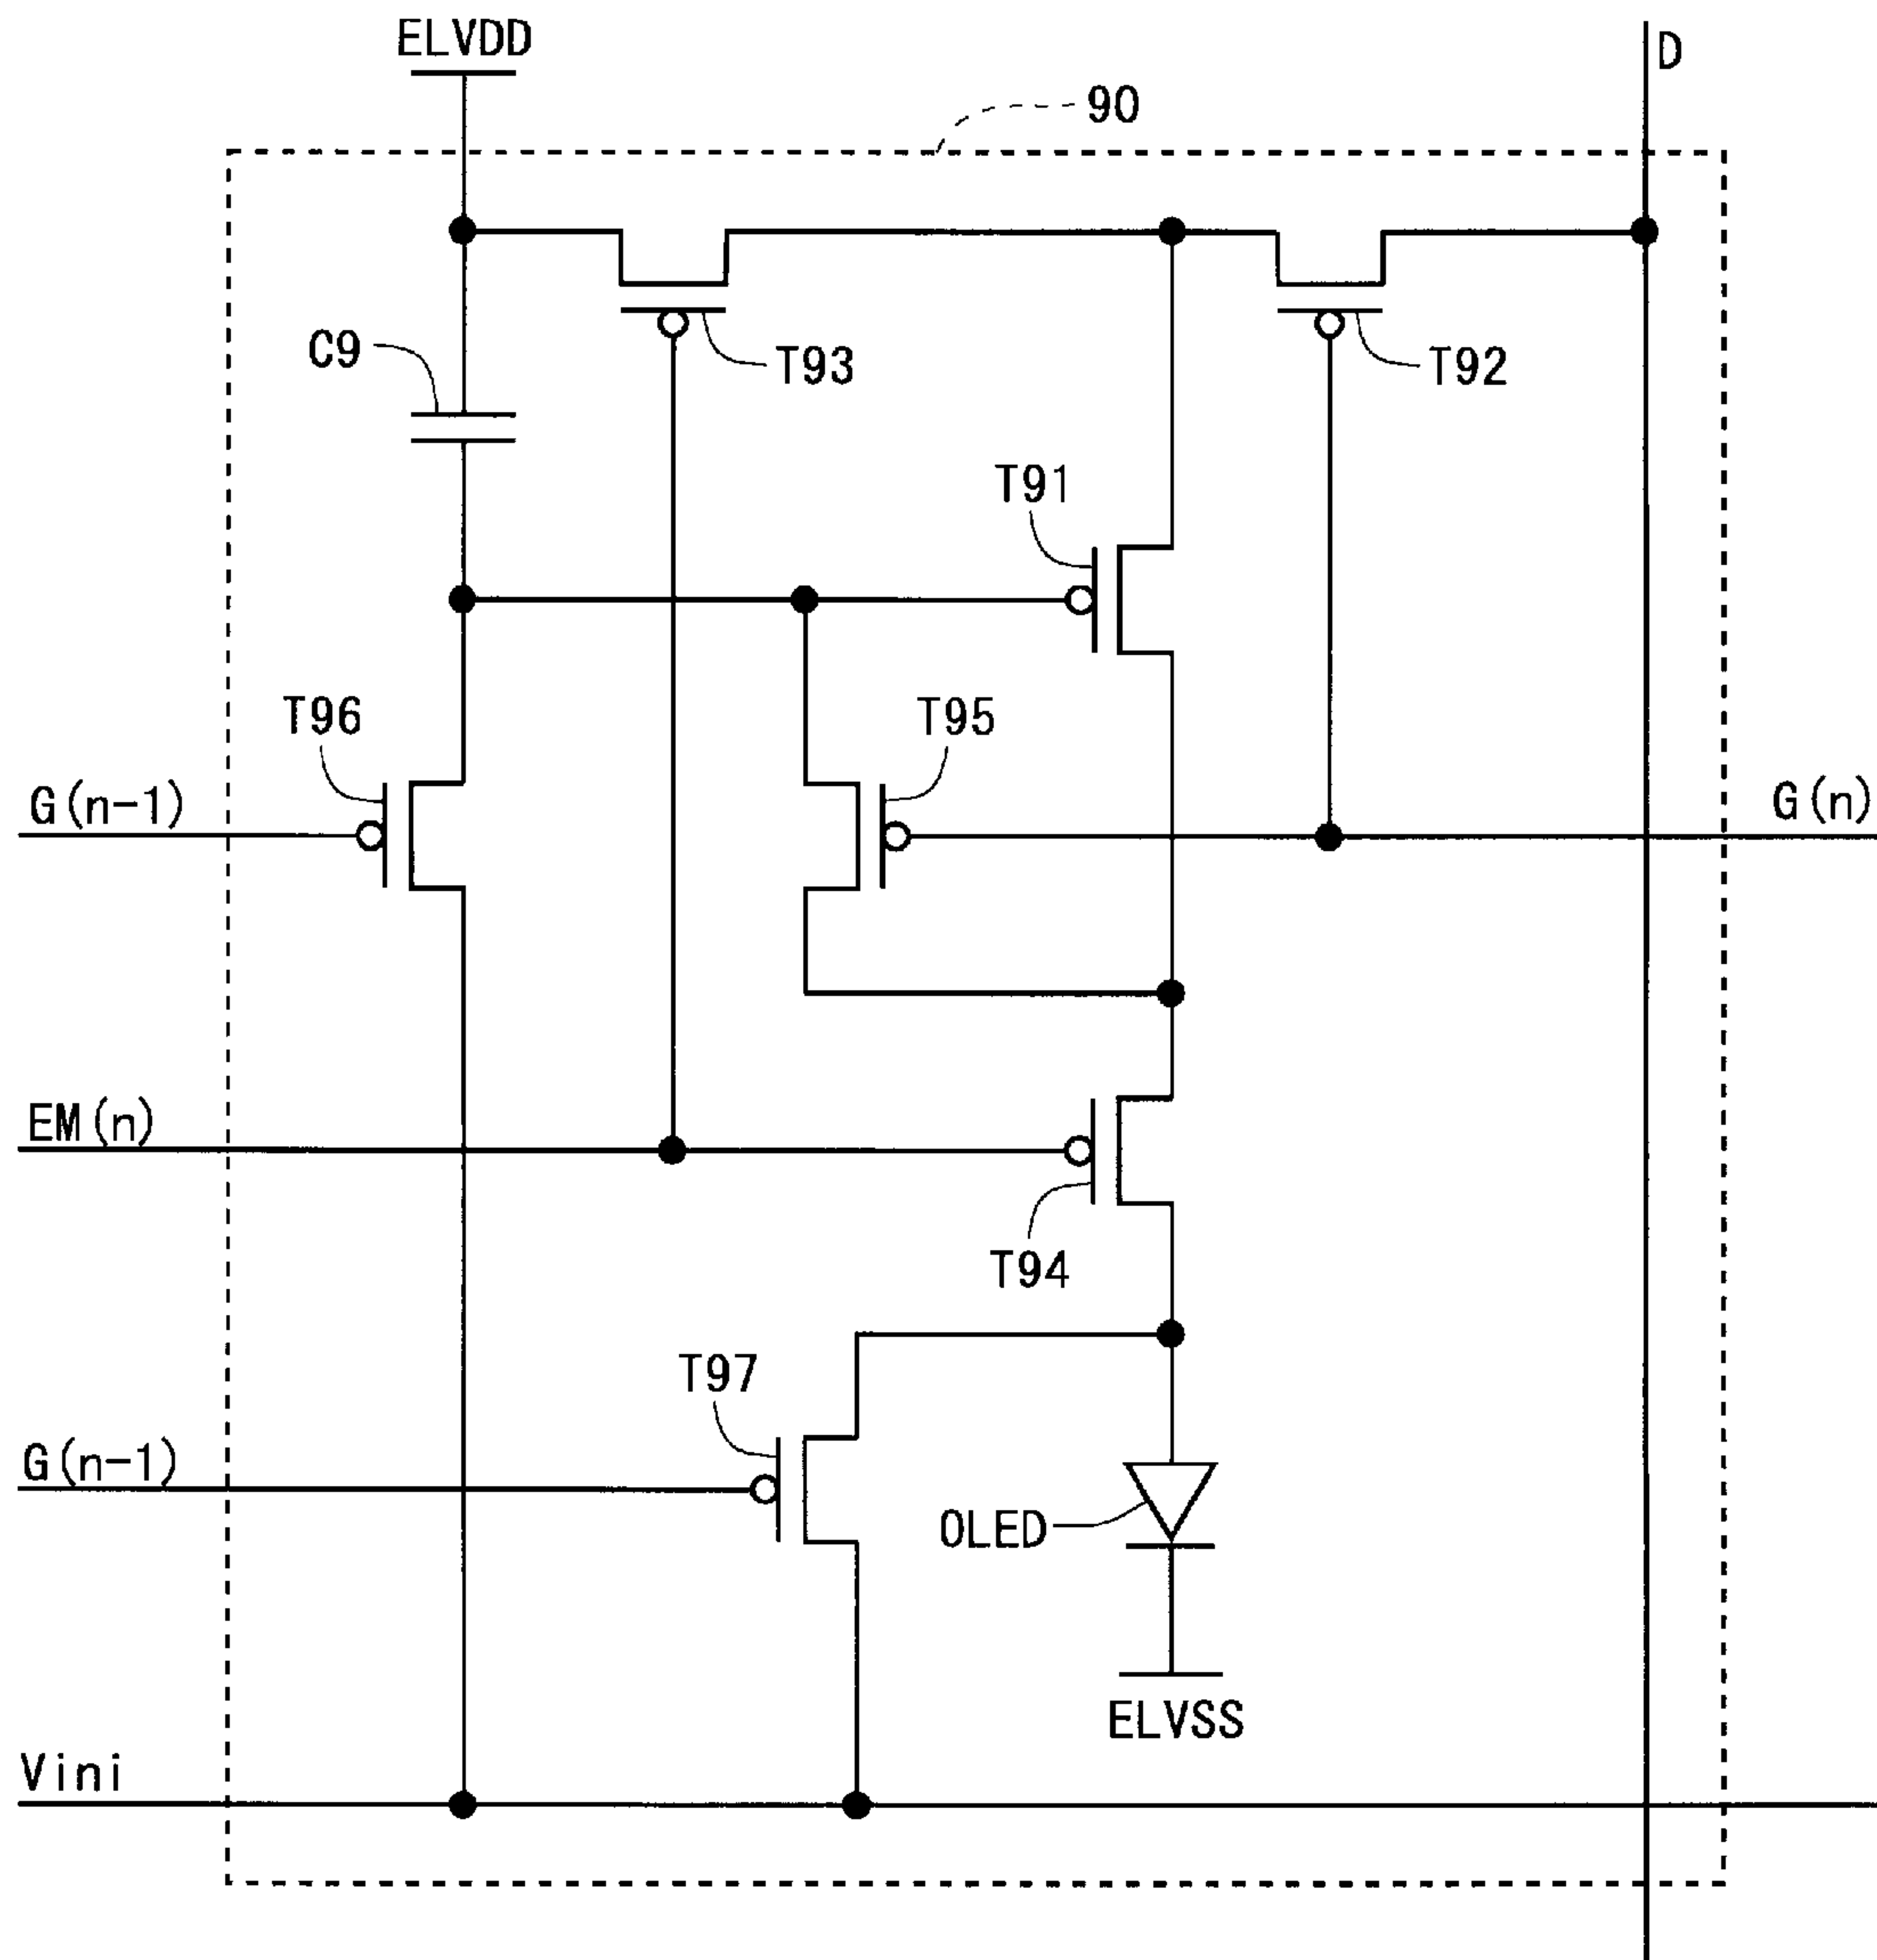 ELVDD
D
90
C9
T93
T92
T91
T96
T95
G(n-1)
G(n)
EM(n)
T94
T97
G(n-1)
OLED
ELVSS
Vini